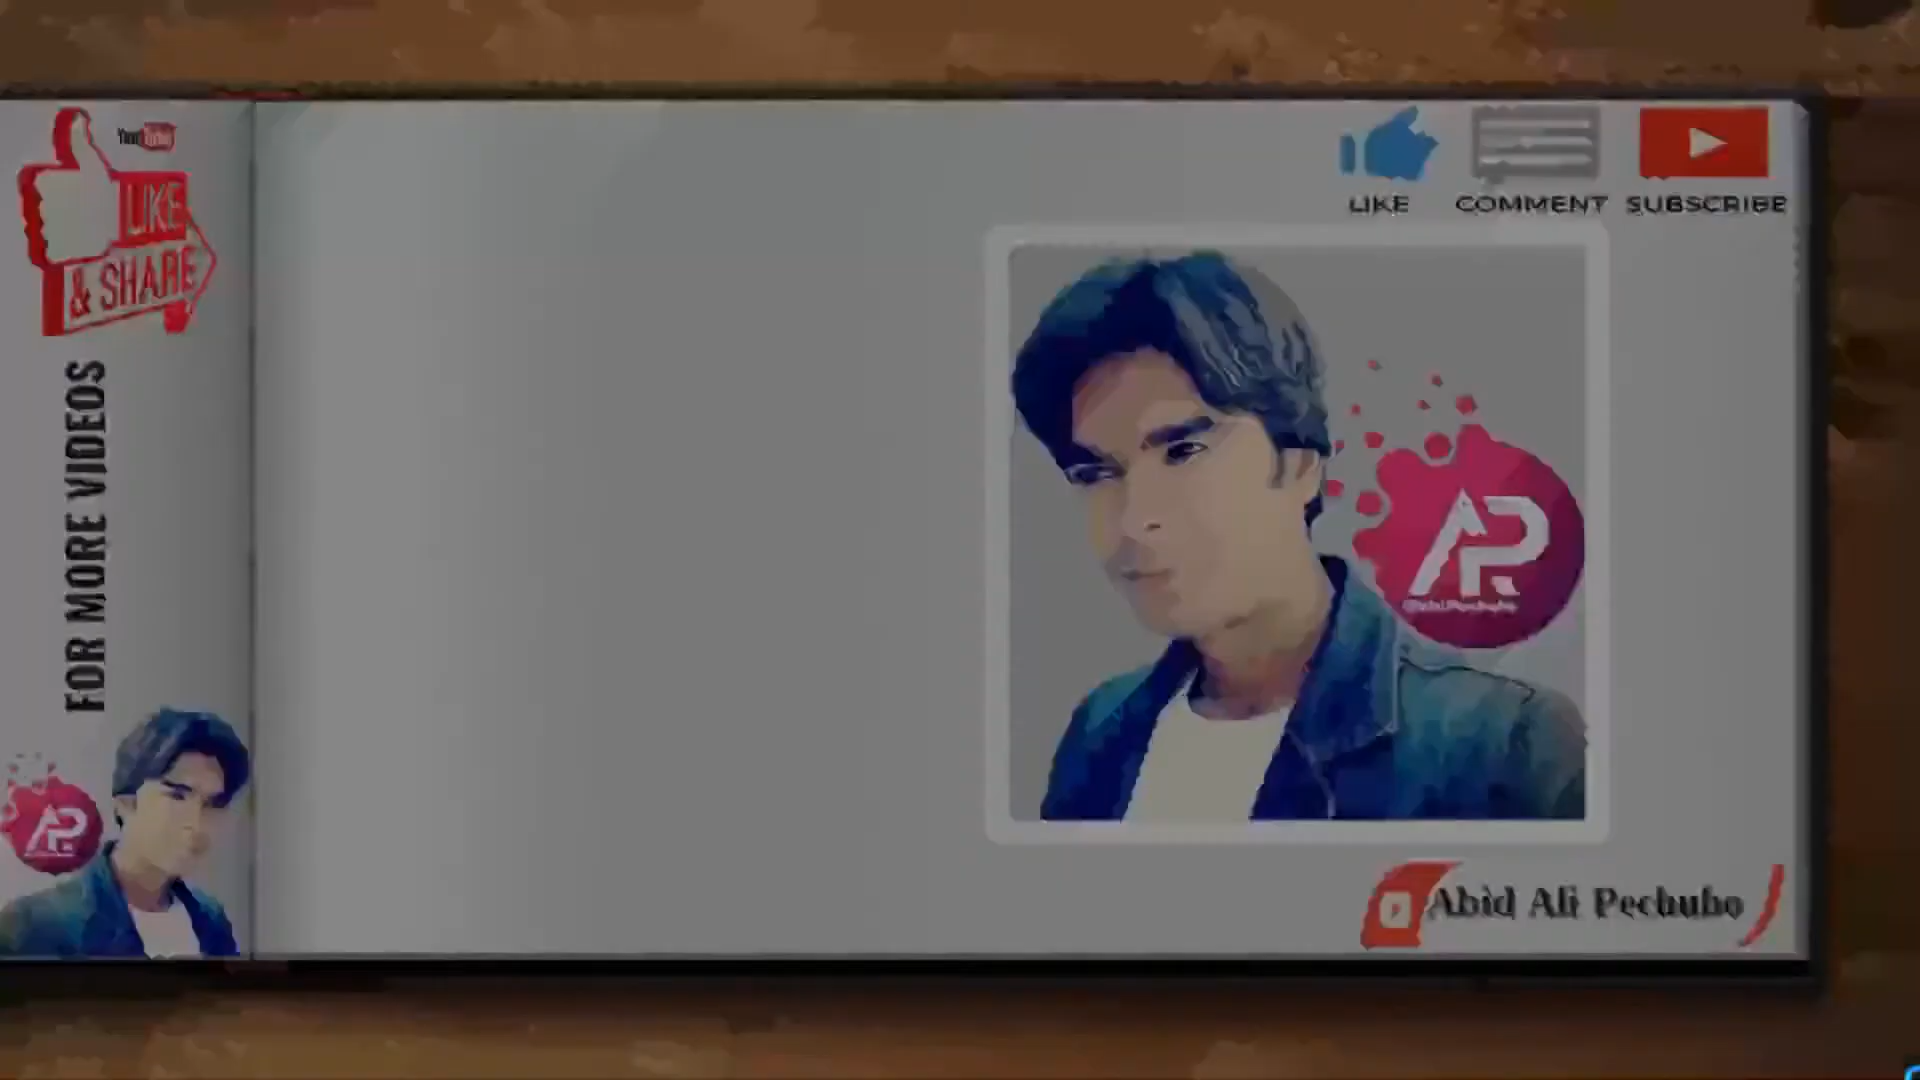 YouTube
LIKE
& SHARE
FOR MORE VIDEOS
AP
LIKE
COMMENT
SUBSCRIBE
AP
Abid Ali Pechuho